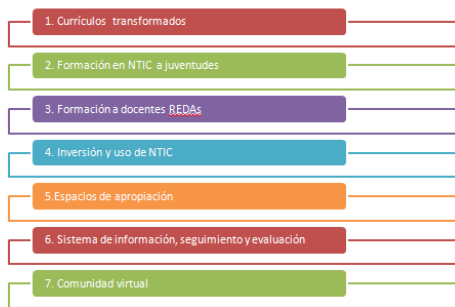 1. Currículos transformados
2. Formación en NTIC a juventudes
3. Formación a docentes REDAs
4. Inversión y uso de NTIC
5.Espacios de apropiación
6. Sistema de información, seguimiento y evaluación
7. Comunidad virtual